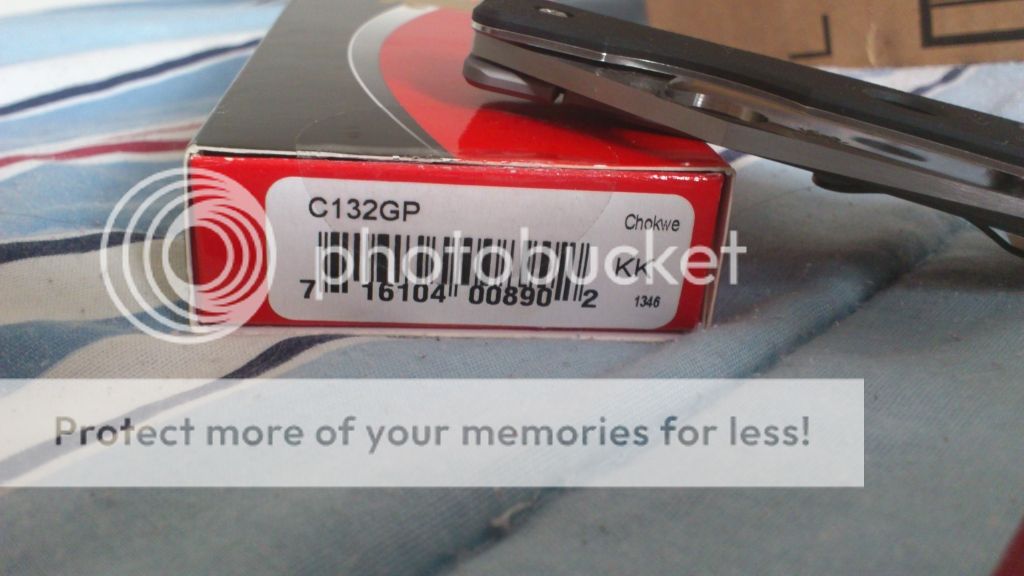 C132GP
Chokwe
KK
7 16104 00890 2
1346
photobucket
Protect more of your memories for less!